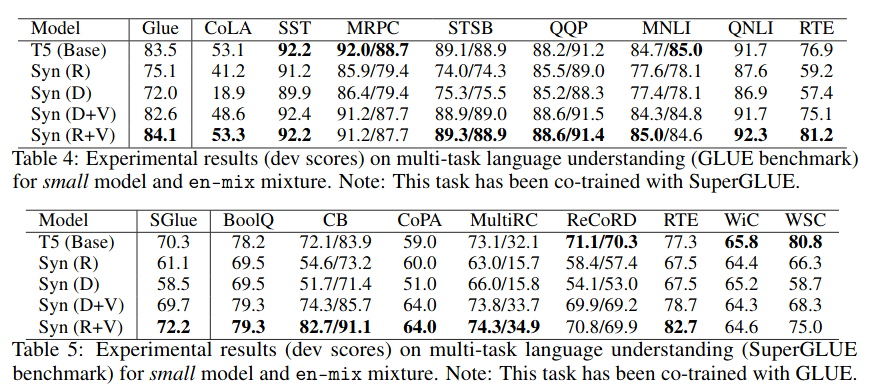 Model Glue CoLA SST MRPC STSB QQP MNLI QNLI RTE
T5 (Base) 83.5 53.1 92.2 92.0/88.7 89.1/88.9 88.2/91.2 84.7/85.0 91.7 76.9
Syn (R) 75.1 41.2 91.2 85.9/79.4 74.0/74.3 85.5/89.0 77.6/78.1 87.6 59.2
Syn (D) 72.0 18.9 89.9 86.4/79.4 75.3/75.5 85.2/88.3 77.4/78.1 86.9 57.4
Syn (D+V) 82.6 48.6 92.4 91.2/87.7 88.9/89.0 88.6/91.5 84.3/84.8 91.7 75.1
Syn (R+V) 84.1 53.3 92.2 91.2/87.7 89.3/88.9 88.6/91.4 85.0/84.6 92.3 81.2
Table 4: Experimental results (dev scores) on multi-task language understanding (GLUE benchmark)
for small model and en-mix mixture. Note: This task has been co-trained with SuperGLUE.
Model SGlue BoolQ CB CoPA MultiRC ReCoRD RTE WiC WSC
T5 (Base) 70.3 78.2 72.1/83.9 59.0 73.1/32.1 71.1/70.3 77.3 65.8 80.8
Syn (R) 61.1 69.5 54.6/73.2 60.0 63.0/15.7 58.4/57.4 67.5 64.4 66.3
Syn (D) 58.5 69.5 51.7/71.4 51.0 66.0/15.8 54.1/53.0 67.5 65.2 58.7
Syn (D+V) 69.7 79.3 74.3/85.7 64.0 73.8/33.7 69.9/69.2 78.7 64.3 68.3
Syn (R+V) 72.2 79.3 82.7/91.1 64.0 74.3/34.9 70.8/69.9 82.7 64.6 75.0
Table 5: Experimental results (dev scores) on multi-task language understanding (SuperGLUE
benchmark) for small model and en-mix mixture. Note: This task has been co-trained with GLUE.